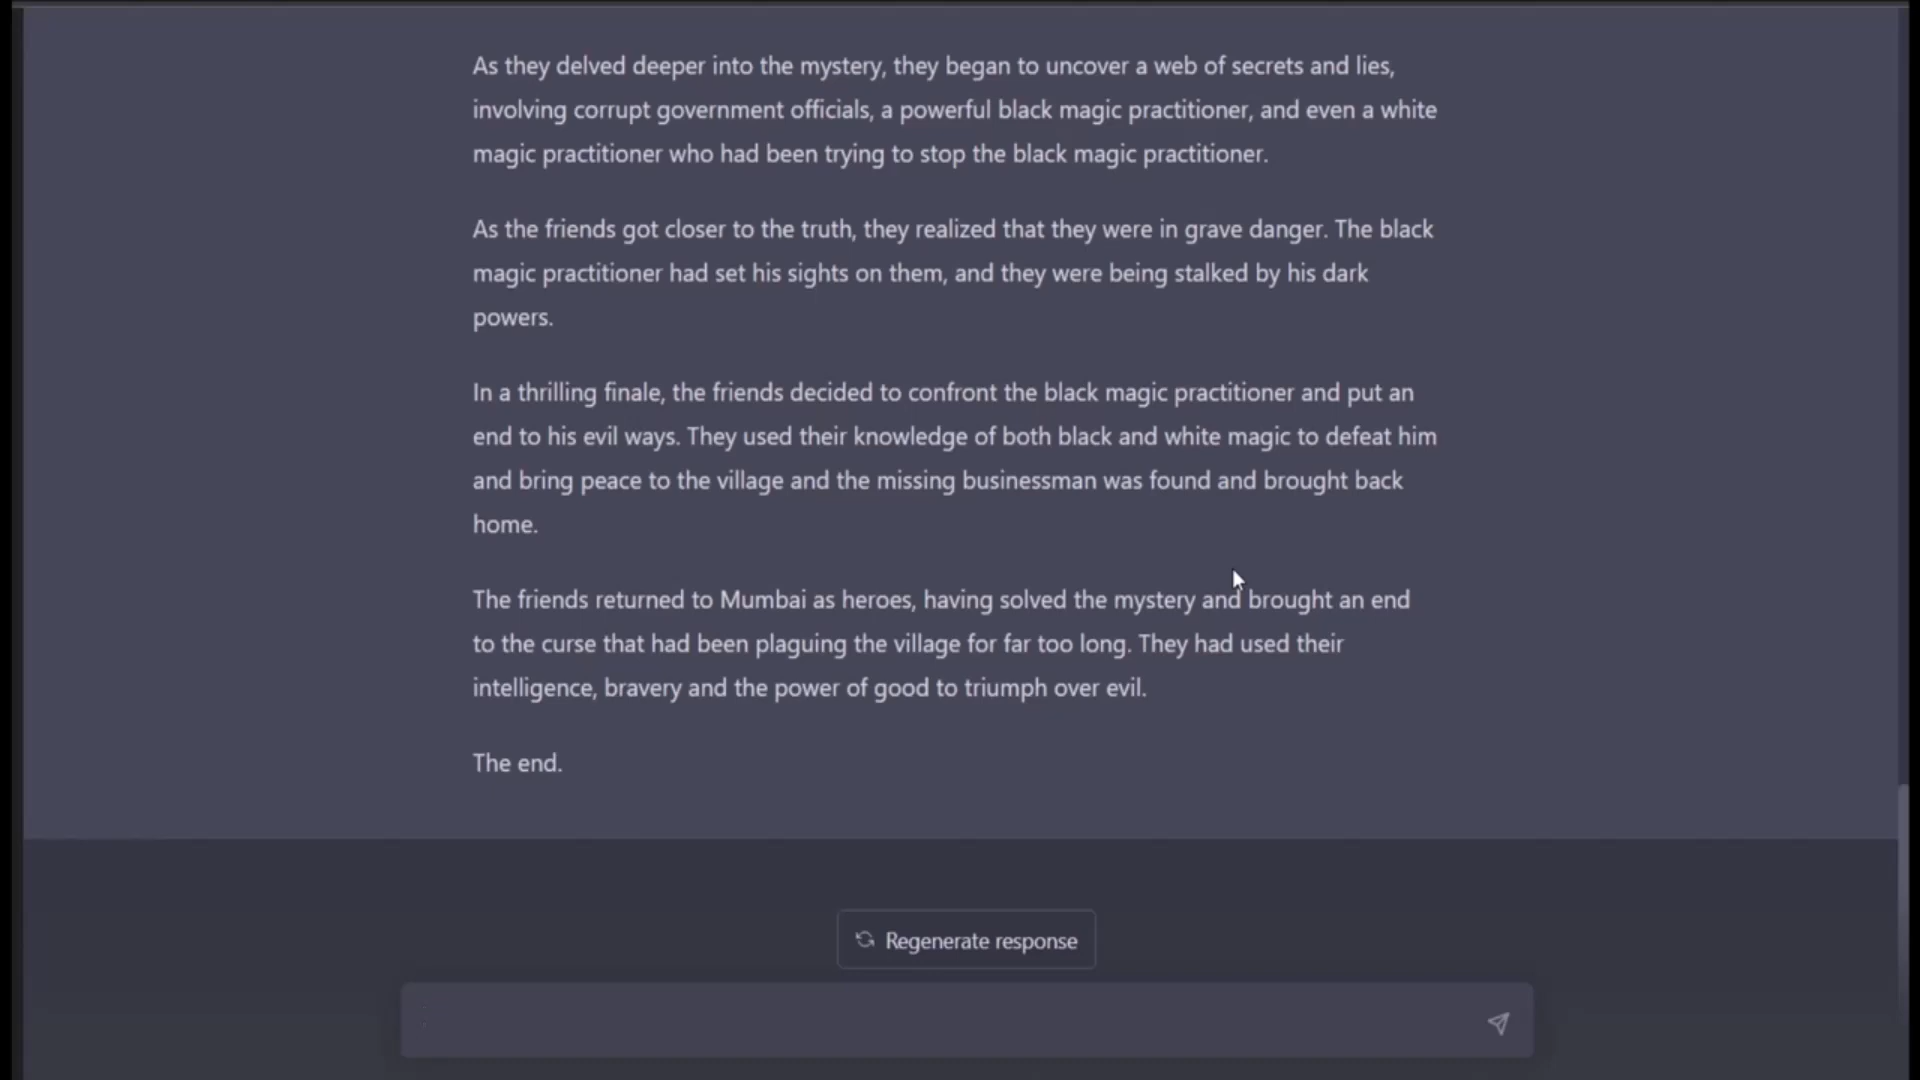 As they delved deeper into the mystery, they began to uncover a web of secrets and lies,
involving corrupt government officials, a powerful black magic practitioner, and even a white
magic practitioner who had been trying to stop the black magic practitioner.
As the friends got closer to the truth, they realized that they were in grave danger. The black
magic practitioner had set his sights on them, and they were being stalked by his dark
powers.
In a thrilling finale, the friends decided to confront the black magic practitioner and put an
end to his evil ways. They used their knowledge of both black and white magic to defeat him
and bring peace to the village and the missing businessman was found and brought back
home.
The friends returned to Mumbai as heroes, having solved the mystery and brought an end
to the curse that had been plaguing the village for far too long. They had used their
intelligence, bravery and the power of good to triumph over evil.
The end.
Regenerate response